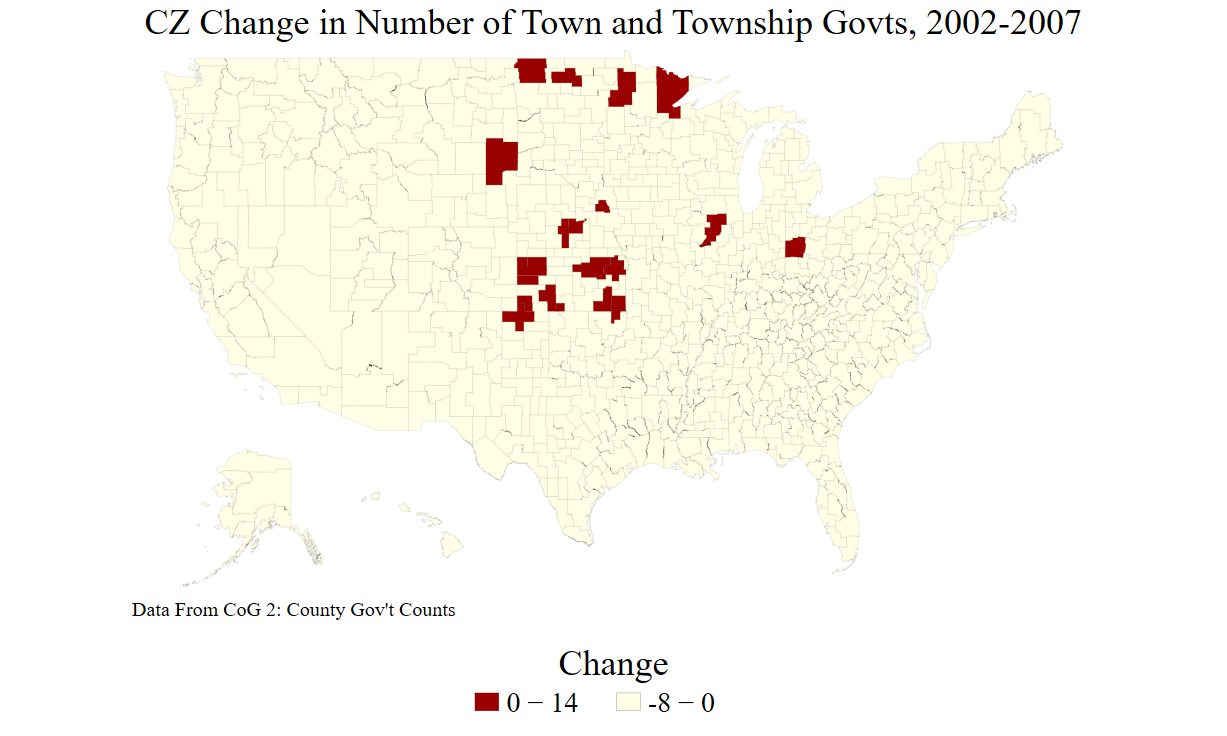 CZ Change in Number of Town and Township Govts, 2002-2007
Data From CoG 2: County Gov't Counts
Change
0 − 14
-8 − 0